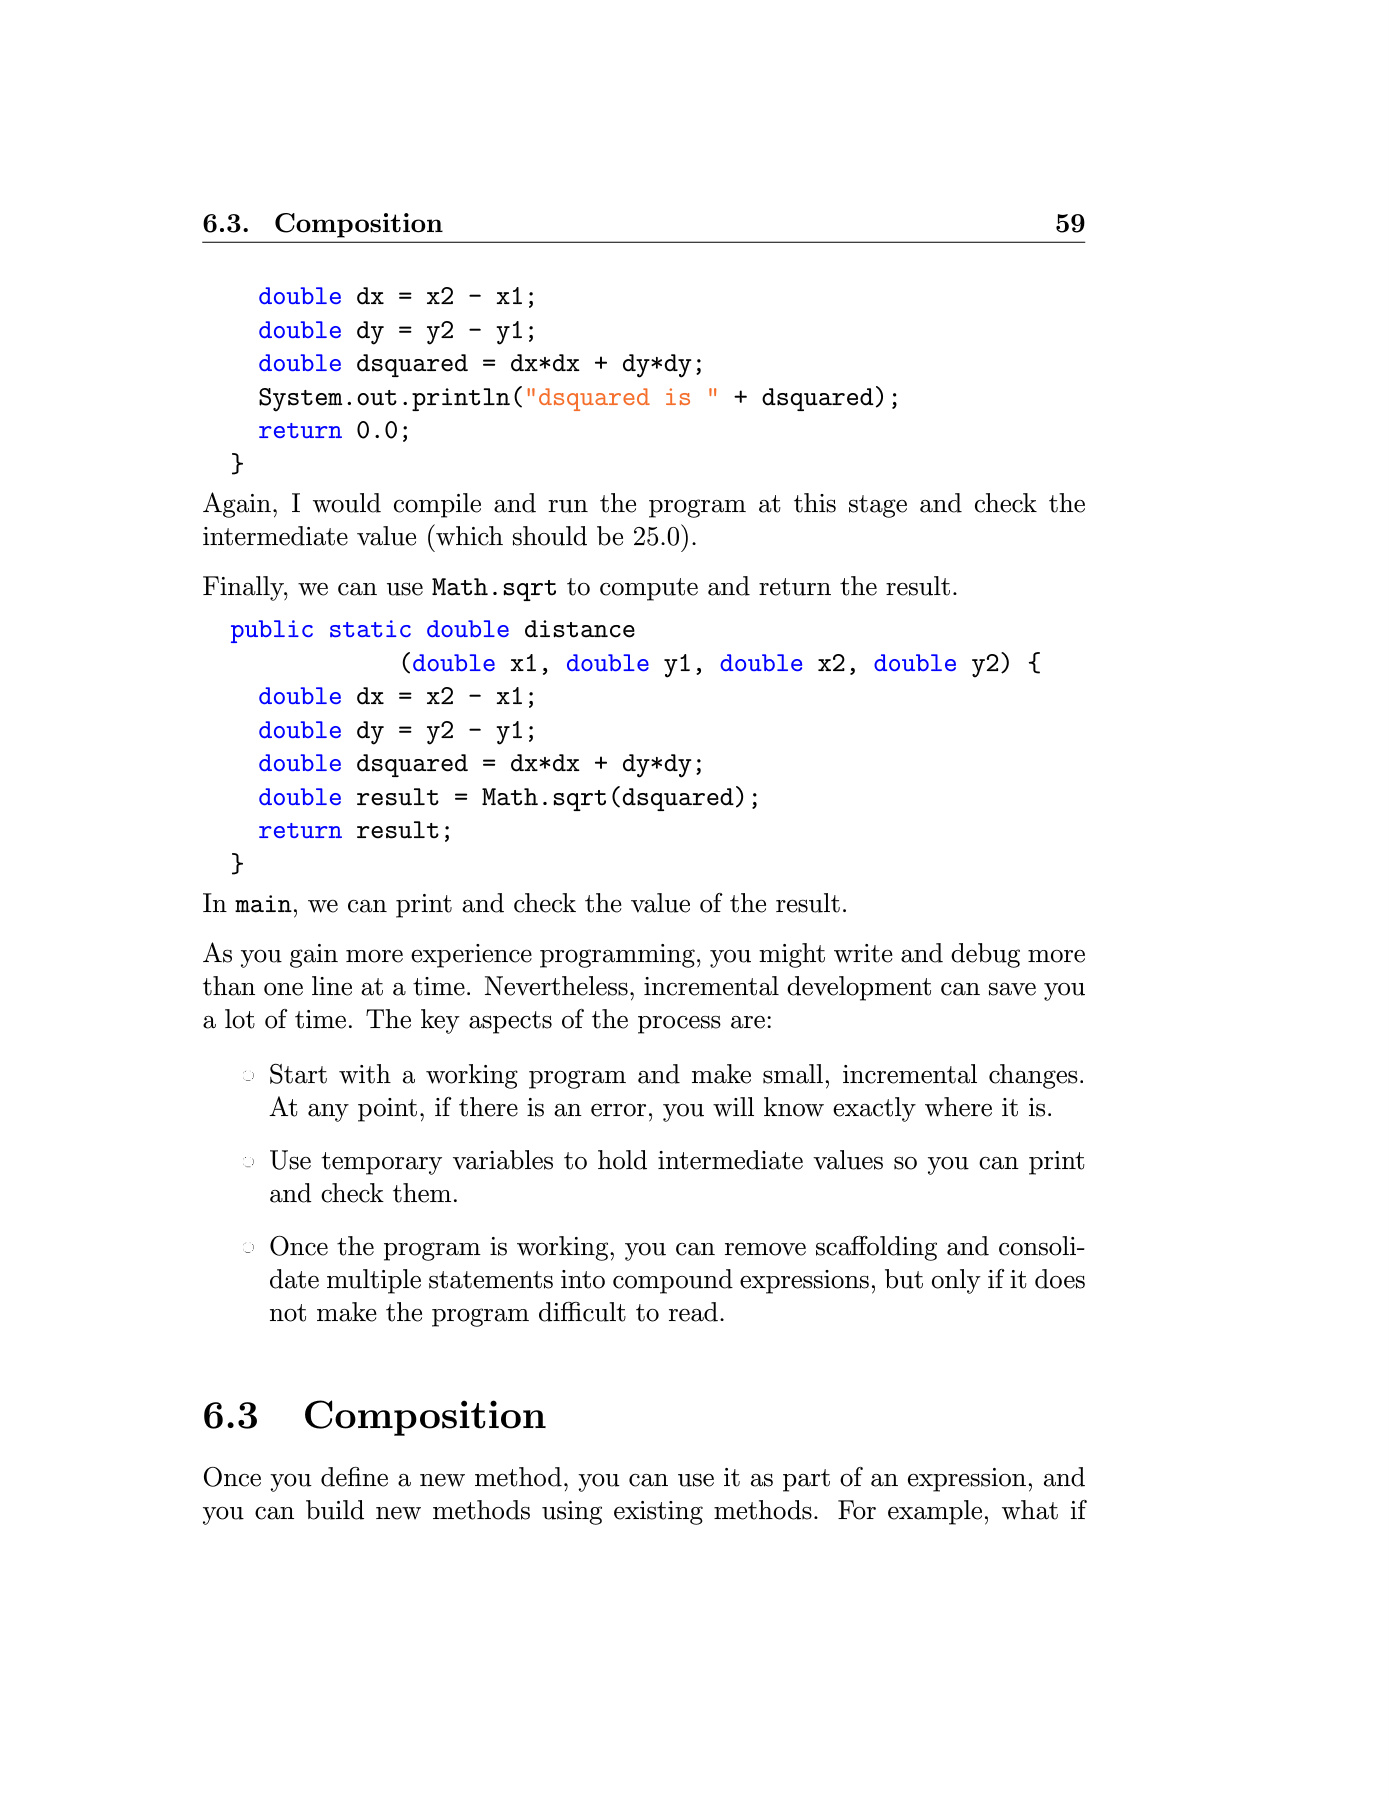 6.3. Composition 59
double dx = x2 - x1;
double dy = y2 - y1;
double dsquared = dx*dx + dy*dy;
System.out.println("dsquared is " + dsquared);
return 0.0;
}
Again, I would compile and run the program at this stage and check the
intermediate value (which should be 25.0).
Finally, we can use Math.sqrt to compute and return the result.
public static double distance
(double x1, double y1, double x2, double y2) {
double dx = x2 - x1;
double dy = y2 - y1;
double dsquared = dx*dx + dy*dy;
double result = Math.sqrt(dsquared);
return result;
}
In main, we can print and check the value of the result.
As you gain more experience programming, you might write and debug more
than one line at a time. Nevertheless, incremental development can save you
a lot of time. The key aspects of the process are:
Start with a working program and make small, incremental changes.
At any point, if there is an error, you will know exactly where it is.
Use temporary variables to hold intermediate values so you can print
and check them.
Once the program is working, you can remove scaffolding and consoli-
date multiple statements into compound expressions, but only if it does
not make the program difficult to read.
6.3 Composition
Once you define a new method, you can use it as part of an expression, and
you can build new methods using existing methods. For example, what if